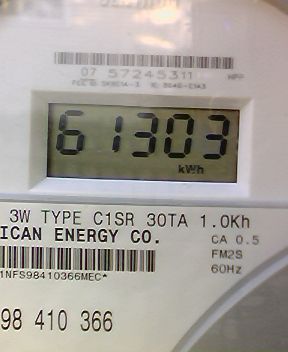 07 57245311 MPP
61303
kWh
3W TYPE C1SR 30TA 1.0Kh
ICAN ENERGY CO.
CA 0.5
FM2S
1NFS98410366MEC*
60Hz
98 410 366